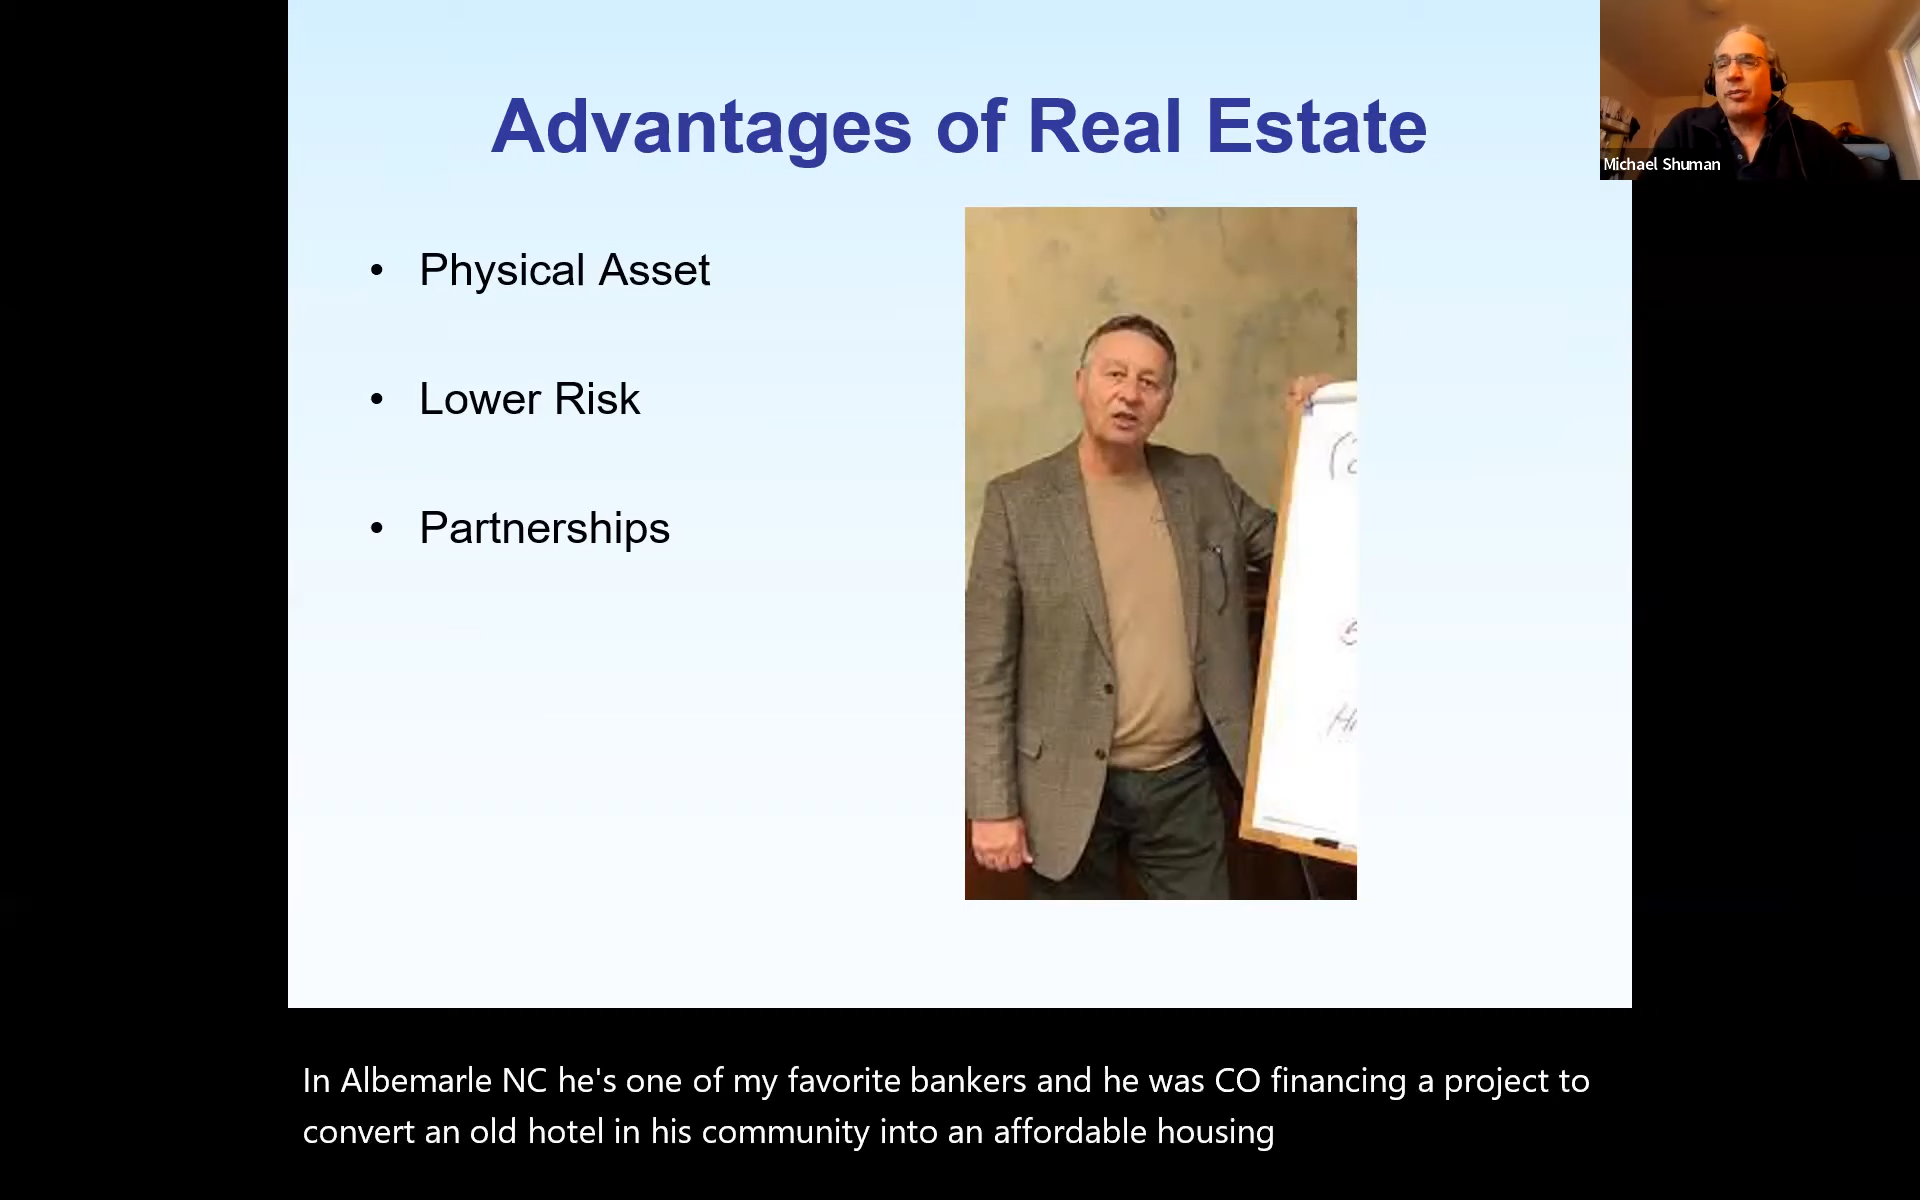 Advantages of Real Estate
Michael Shuman
• Physical Asset
• Lower Risk
• Partnerships
In Albemarle NC he's one of my favorite bankers and he was CO financing a project to
convert an old hotel in his community into an affordable housing